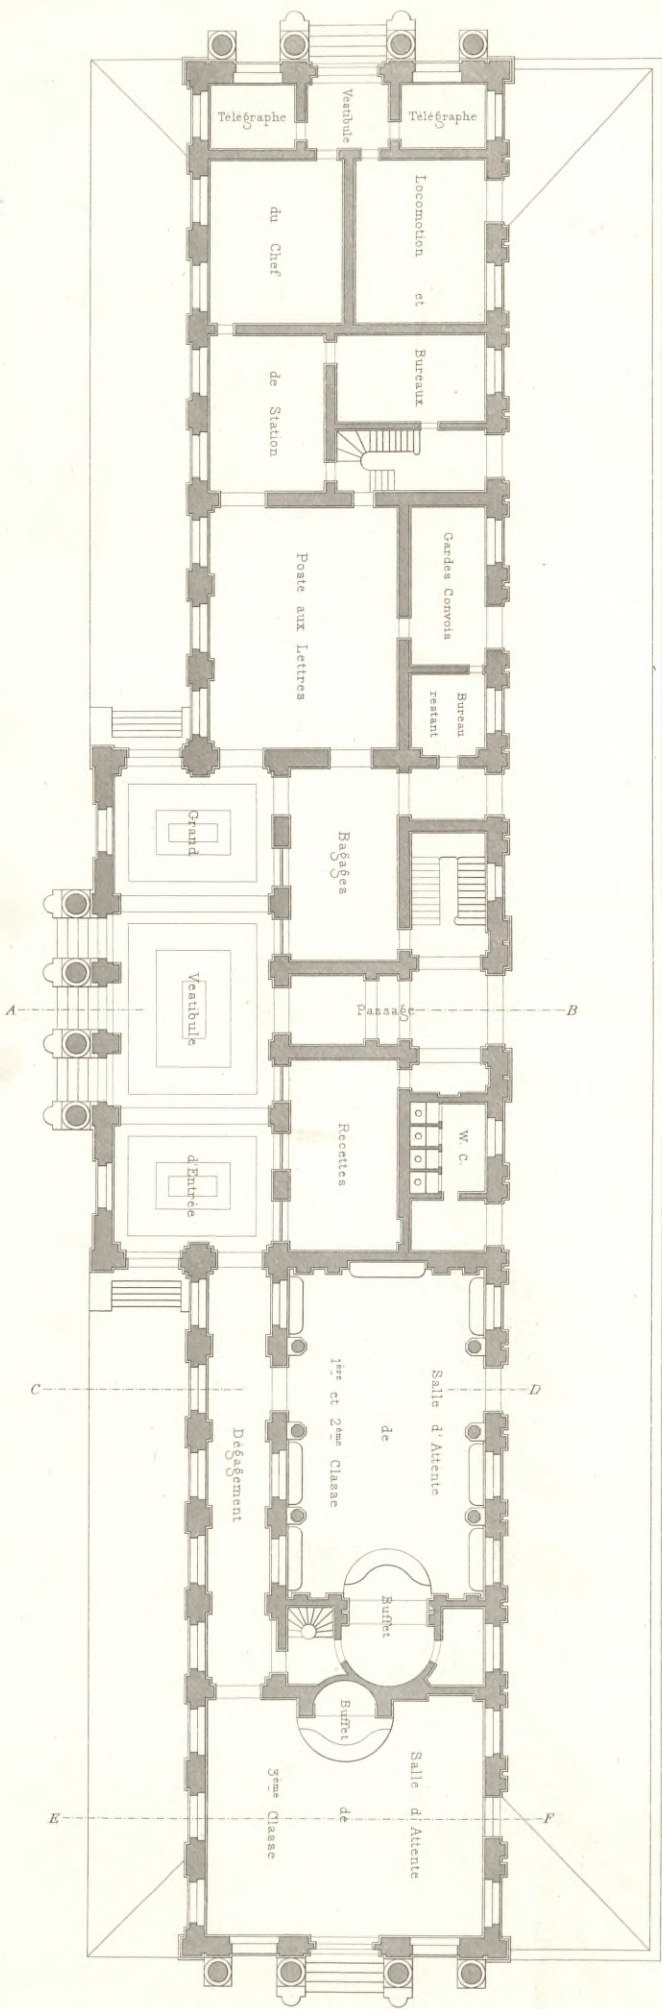 Télégraphe
Vestibule
Télégraphe
du Chef
Locomotion et
de Station
Bureaux
Poste aux Lettres
Gardes Convois
Bureau
restant
Grand
Bagages
Vestibule
A
Passage
B
d'Entrée
Recettes
W. C.
C
D
Dégagement
Salle d'Attente
de
1ère et 2ème Classe
Buffet
Buffet
Salle d'Attente
de
3ème Classe
E
F